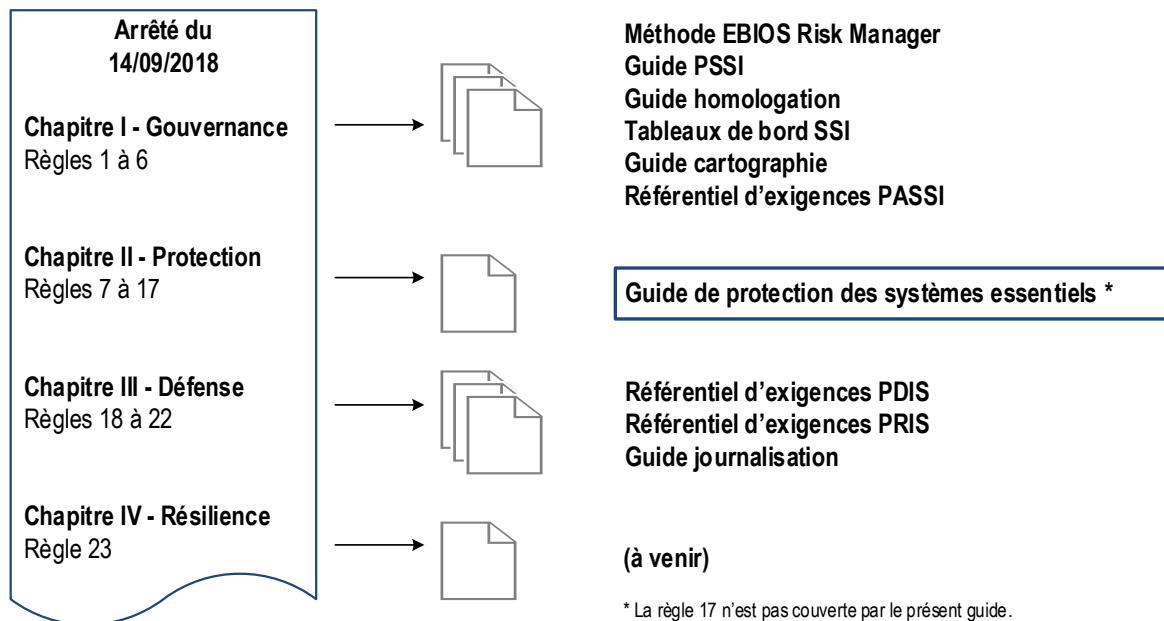 Arrêté du
14/09/2018
Chapitre I - Gouvernance
Règles 1 à 6
Méthode EBIOS Risk Manager
Guide PSSI
Guide homologation
Tableaux de bord SSI
Guide cartographie
Référentiel d'exigences PASSI
Chapitre II - Protection
Règles 7 à 17
Guide de protection des systèmes essentiels *
Chapitre III - Défense
Règles 18 à 22
Référentiel d'exigences PDIS
Référentiel d'exigences PRIS
Guide journalisation
Chapitre IV - Résilience
Règle 23
(à venir)
* La règle 17 n'est pas couverte par le présent guide.